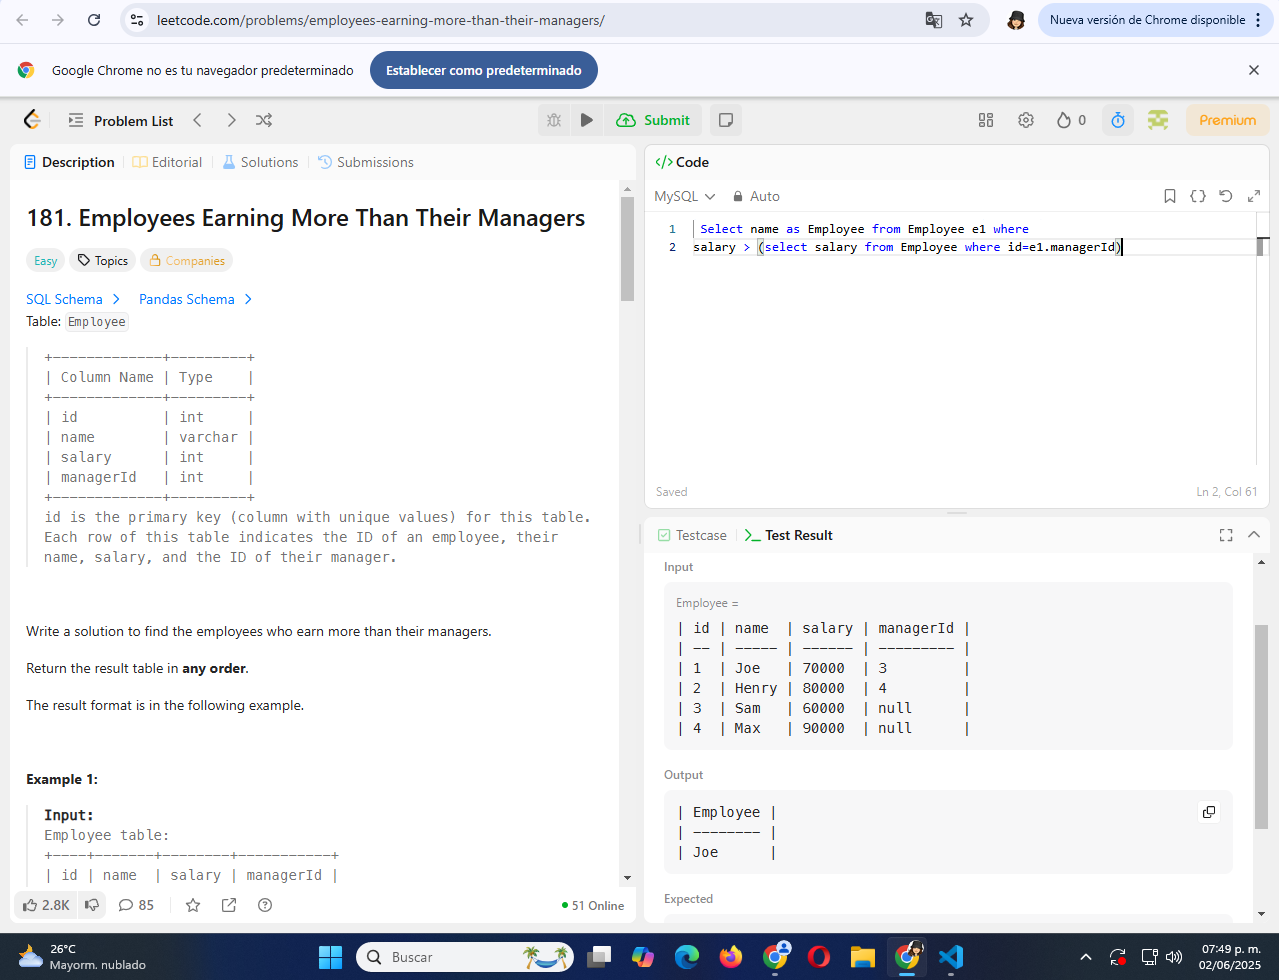 leetcode.com/problems/employees-earning-more-than-their-managers/
Nueva versión de Chrome disponible
Google Chrome no es tu navegador predeterminado
Establecer como predeterminado
Problem List
Submit
0
Premium
Description
Editorial
Solutions
Submissions
181. Employees Earning More Than Their Managers
Easy
Topics
Companies
SQL Schema
Pandas Schema
Table: Employee
+-------------+---------+
| Column Name | Type    |
+-------------+---------+
| id          | int     |
| name        | varchar |
| salary      | int     |
| managerId   | int     |
+-------------+---------+
id is the primary key (column with unique values) for this table.
Each row of this table indicates the ID of an employee, their
name, salary, and the ID of their manager.
Write a solution to find the employees who earn more than their managers.
Return the result table in any order.
The result format is in the following example.
Example 1:
Input:
Employee table:
+----+-------+--------+-----------+
| id | name  | salary | managerId |
2.8K
85
51 Online
</> Code
MySQL
Auto
1 Select name as Employee from Employee e1 where
2 salary > (select salary from Employee where id=e1.managerId)
Saved
Ln 2, Col 61
Testcase
Test Result
Input
Employee =
| id | name  | salary | managerId |
| -- | ----- | ------ | --------- |
| 1  | Joe   | 70000  | 3         |
| 2  | Henry | 80000  | 4         |
| 3  | Sam   | 60000  | null      |
| 4  | Max   | 90000  | null      |
Output
| Employee |
| -------- |
| Joe      |
Expected
26°C
Mayorm. nublado
Buscar
07:49 p. m.
02/06/2025